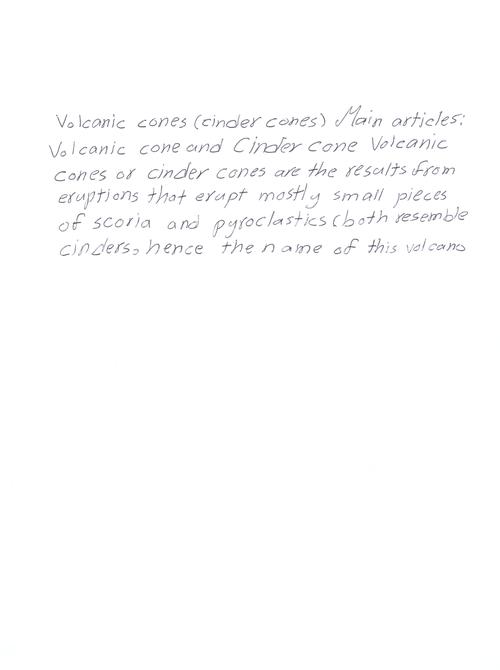 Volcanic cones (cinder cones) Main articles:
Volcanic cone and Cinder cone Volcanic
cones or cinder cones are the results from
eruptions that erupt mostly small pieces
of scoria and pyroclastics (both resemble
cinders, hence the name of this volcano